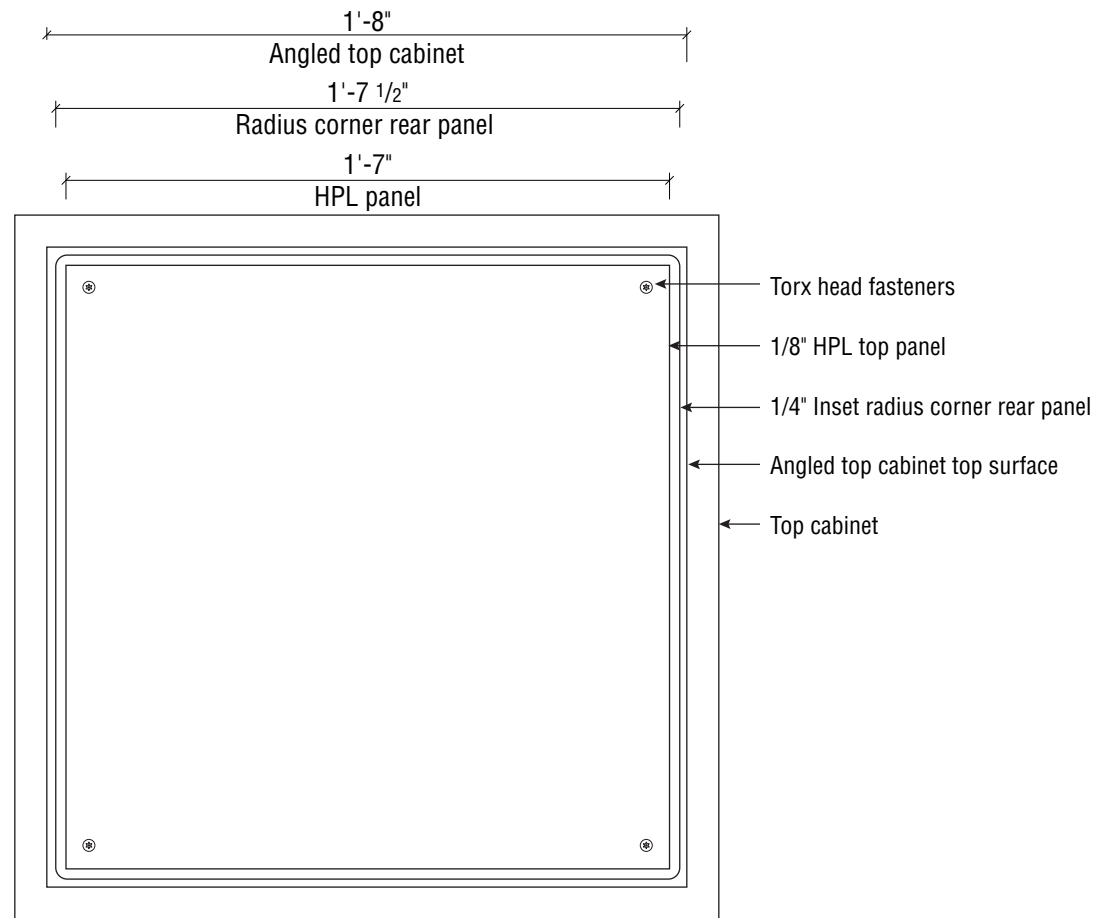 1'-8"
Angled top cabinet
1'-7 1/2"
Radius corner rear panel
1'-7"
HPL panel
Torx head fasteners
1/8" HPL top panel
1/4" Inset radius corner rear panel
Angled top cabinet top surface
Top cabinet